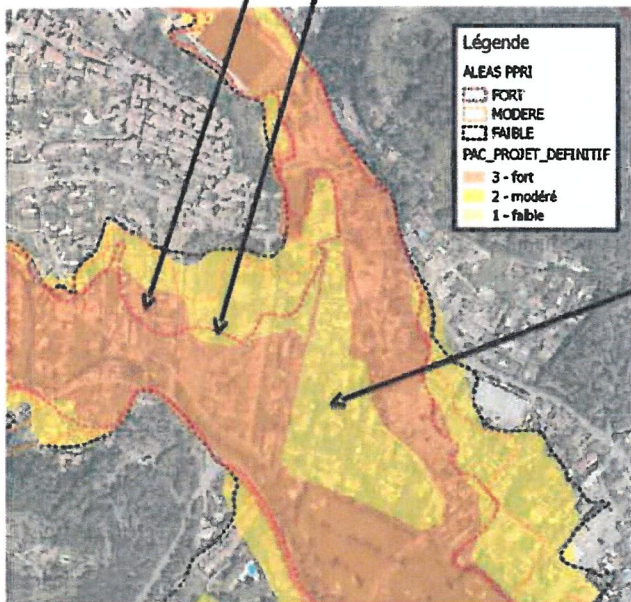 Légende
ALEAS PPRI
FORT
MODERE
FAIBLE
PAC_PROJET_DEFINITIF
3 - fort
2 - modéré
1 - faible